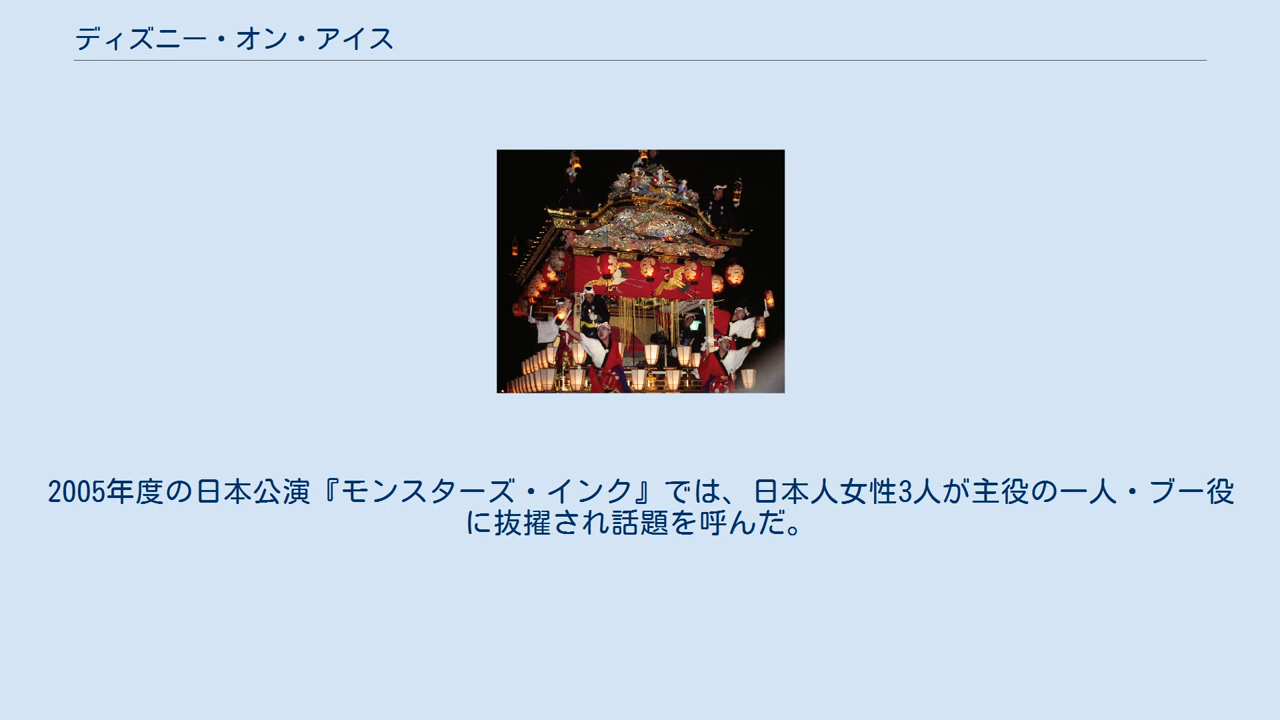 ディズニー・オン・アイス
2005年度の日本公演『モンスターズ・インク』では、日本人女性3人が主役の一人・ブー役
に抜擢され話題を呼んだ。